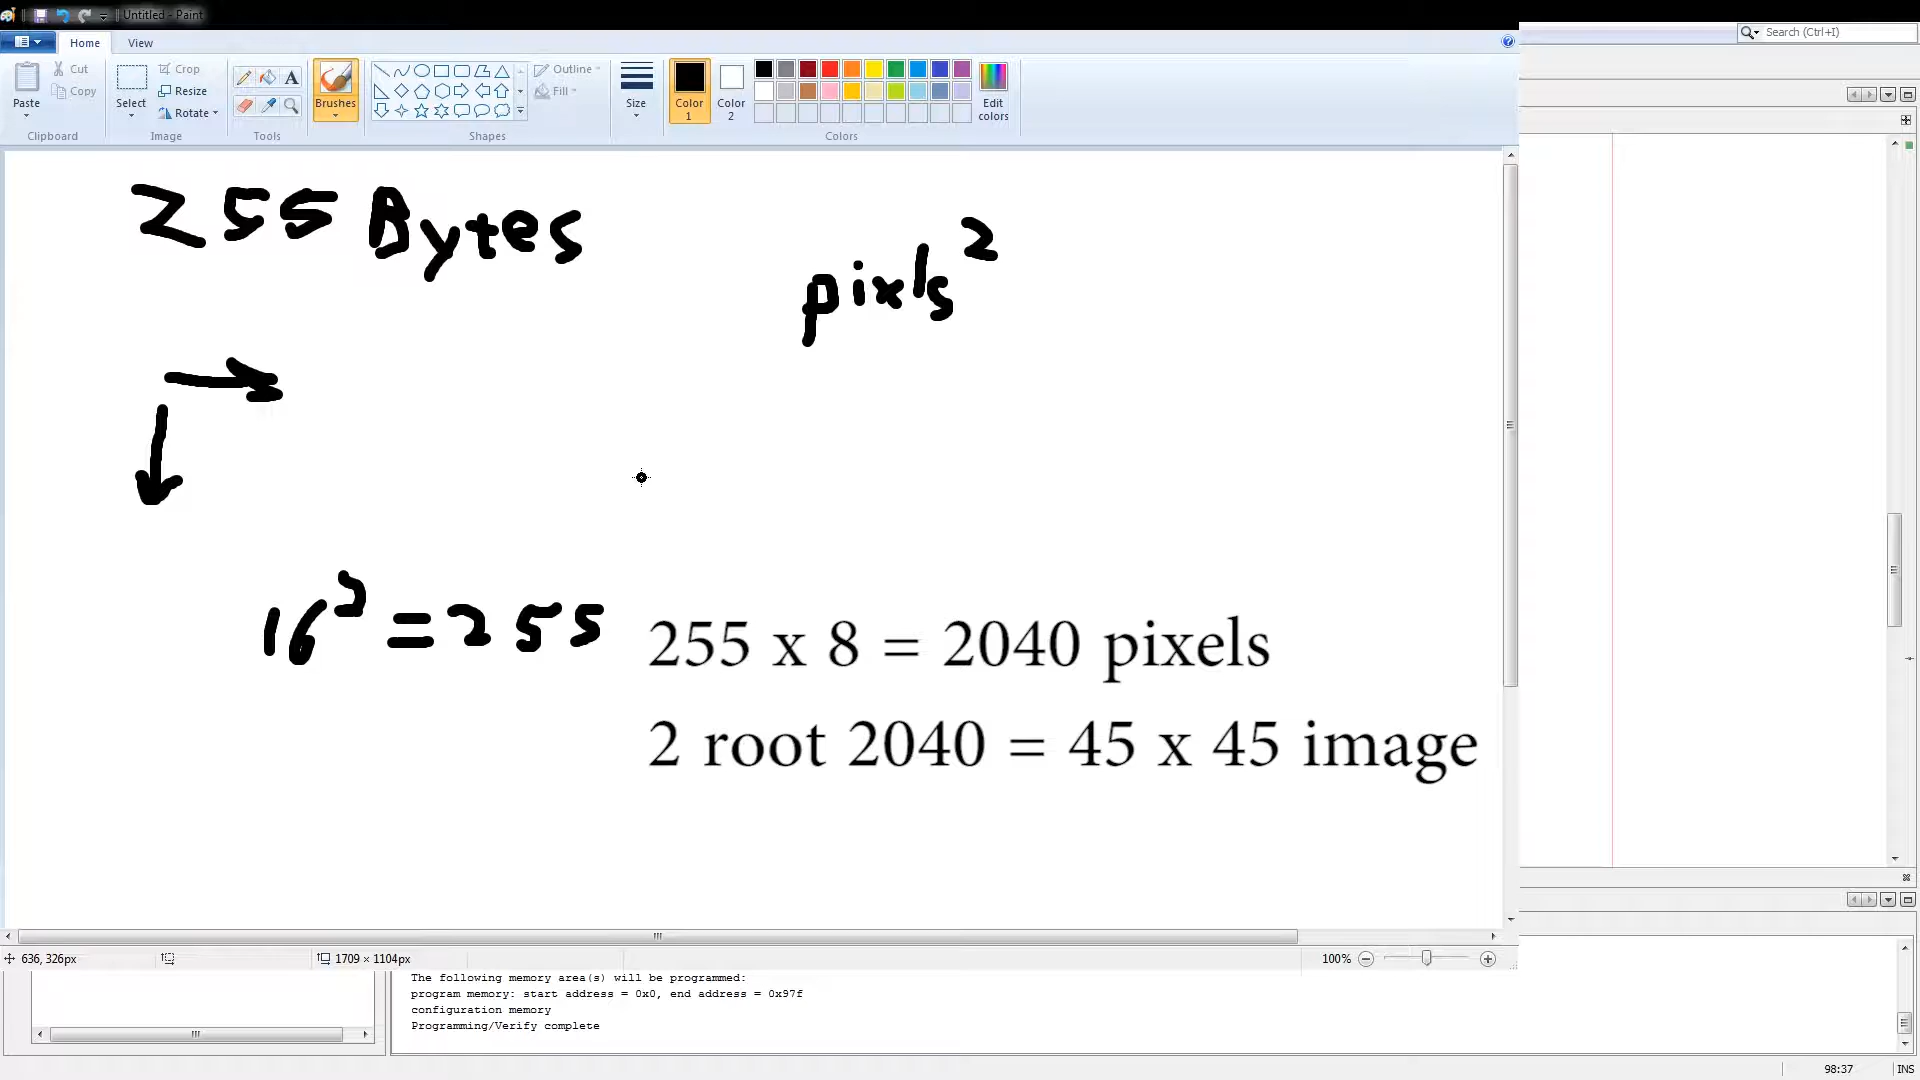 Untitled - Paint
Search (Ctrl+I)
Home View
Paste Cut Copy
Clipboard
Select Crop Resize Rotate
Image
A
Tools
Brushes
Shapes
Outline
Fill
Size
Color 1
Color 2
Edit colors
Colors
255 Bytes
pixls²
16² = 255
255 x 8 = 2040 pixels
2 root 2040 = 45 x 45 image
636, 326px
1709 × 1104px
100%
The following memory area(s) will be programmed:
program memory: start address = 0x0, end address = 0x97f
configuration memory
Programming/Verify complete
98:37 INS